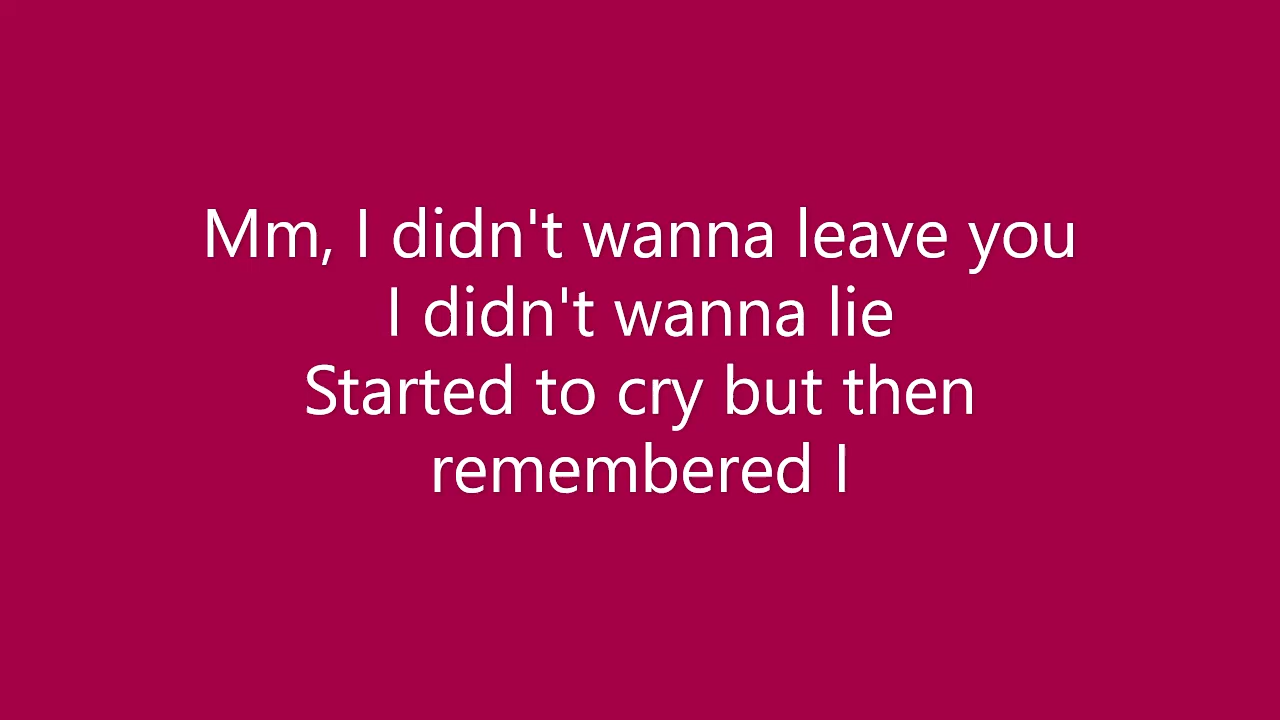 Mm, I didn't wanna leave you
I didn't wanna lie
Started to cry but then
remembered I